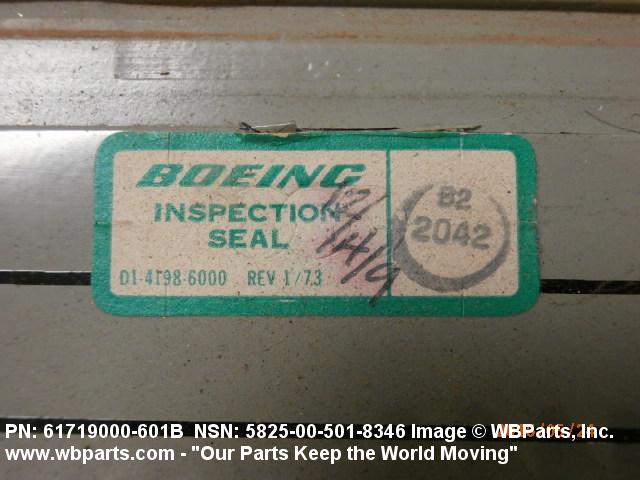 BOEING
INSPECTION
SEAL
D1-4198-6000 REV 1/73
B2
2042
PN: 61719000-601B NSN: 5825-00-501-8346 Image © WBParts, Inc.
www.wbparts.com - "Our Parts Keep the World Moving"